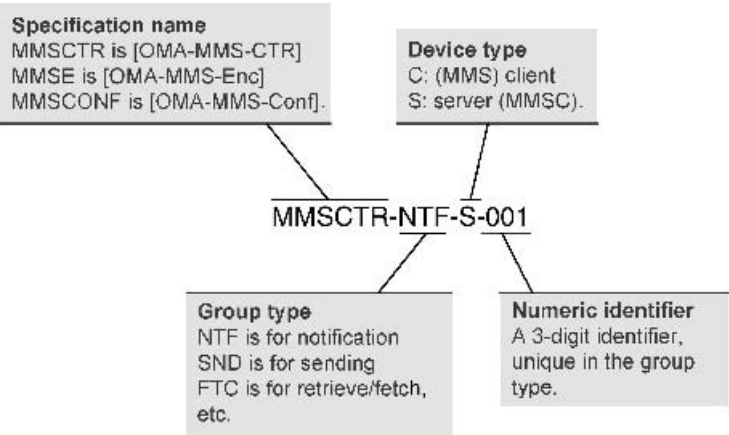 Specification name
MMSCTR is [OMA-MMS-CTR]
MMSE is [OMA-MMS-Enc]
MMSCONF is [OMA-MMS-Conf].
Device type
C: (MMS) client
S: server (MMSC).
MMSCTR-NTF-S-001
Group type
NTF is for notification
SND is for sending
FTC is for retrieve/fetch,
etc.
Numeric identifier
A 3-digit identifier,
unique in the group
type.